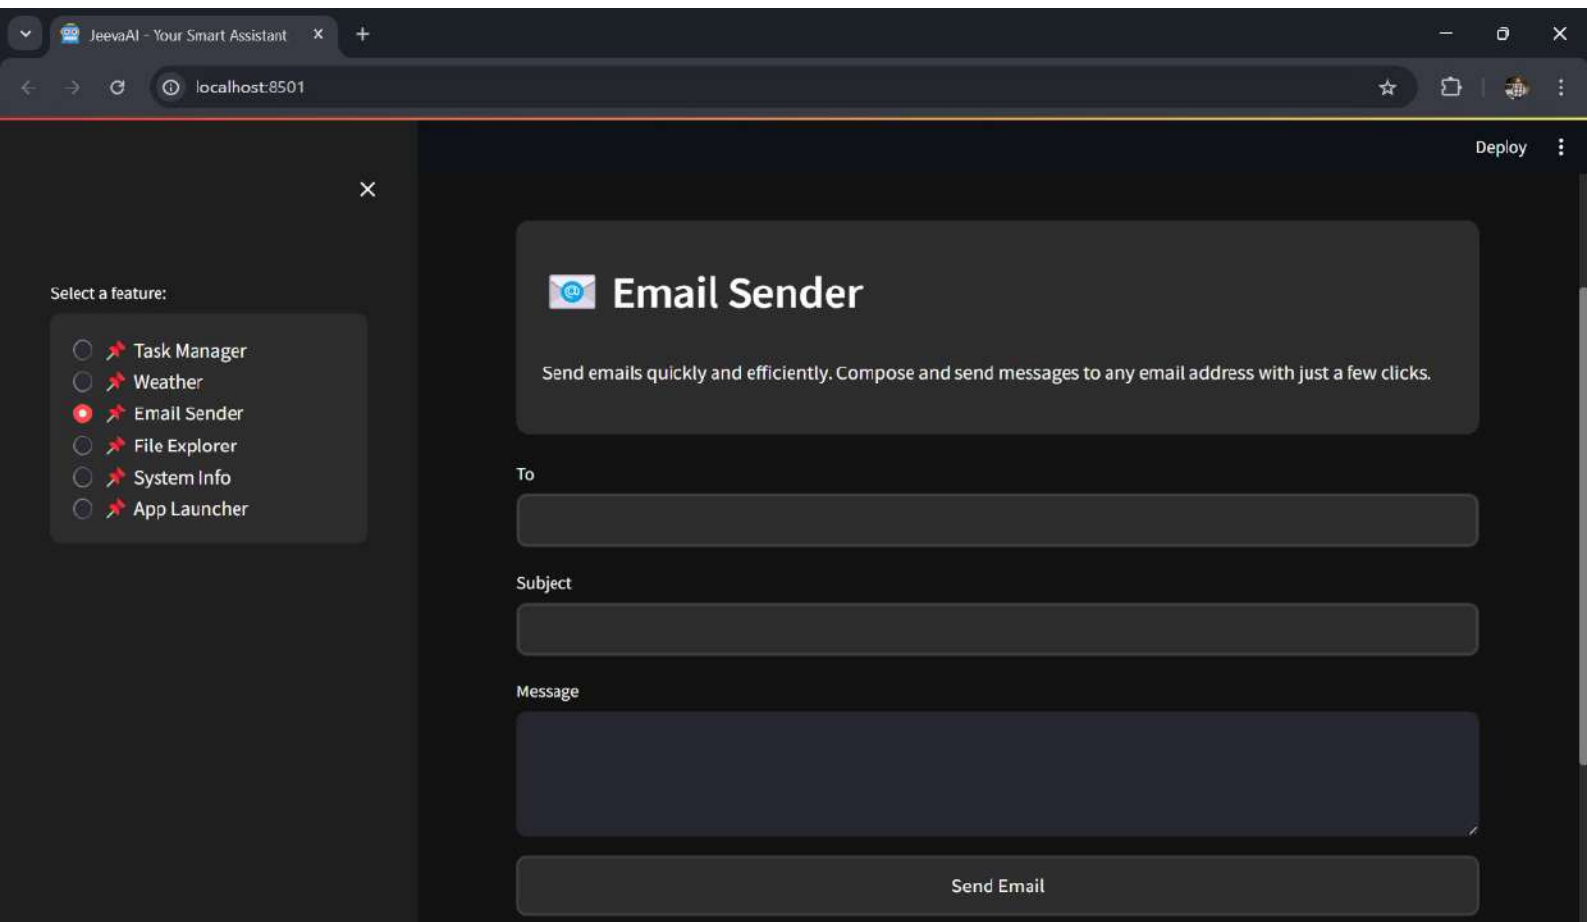 JeevaAI - Your Smart Assistant
localhost:8501
Deploy
Select a feature:
📌 Task Manager
📌 Weather
📌 Email Sender
📌 File Explorer
📌 System Info
📌 App Launcher
📧 Email Sender
Send emails quickly and efficiently. Compose and send messages to any email address with just a few clicks.
To
Subject
Message
Send Email